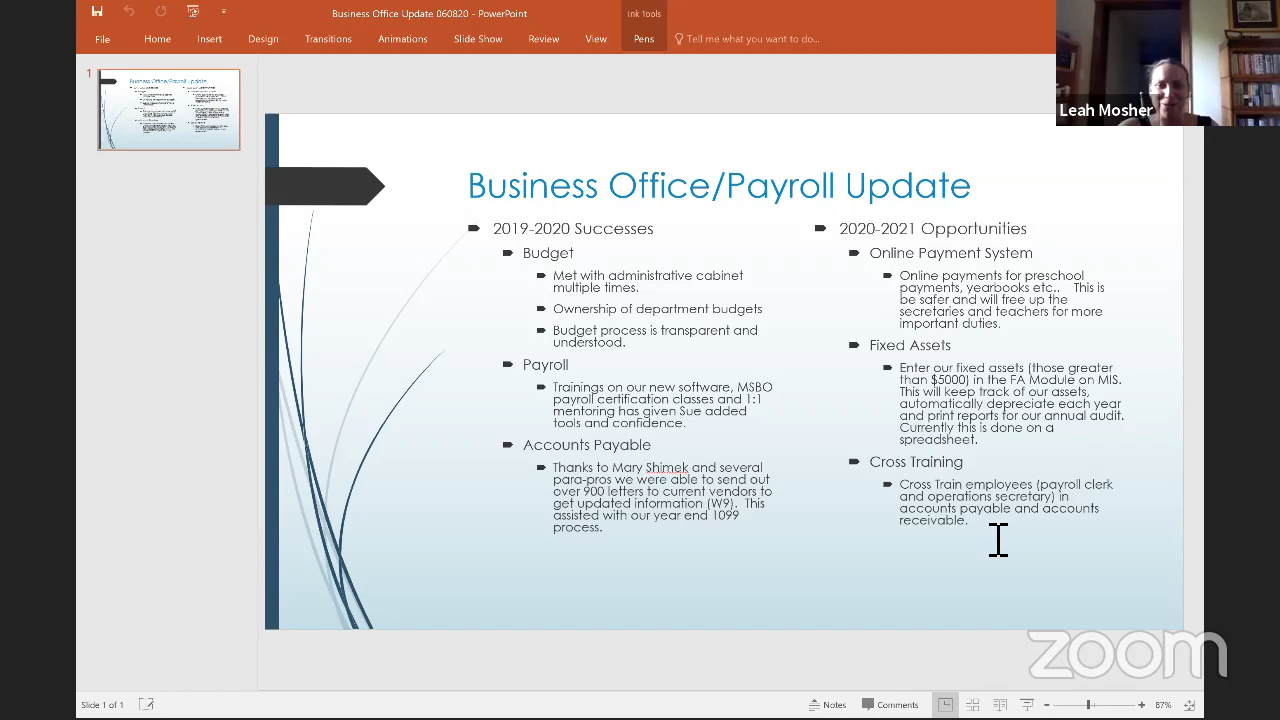 Business Office Update 060820 - PowerPoint
Ink Tools
File
Home
Insert
Design
Transitions
Animations
Slide Show
Review
View
Pens
Tell me what you want to do...
Leah Mosher
1
Business Office/Payroll Update
2019-2020 Successes
Budget
Met with administrative cabinet
multiple times.
Ownership of department budgets
Budget process is transparent and
understood.
Payroll
Trainings on our new software, MSBO
payroll certification classes and 1:1
mentoring has given Sue added
tools and confidence.
Accounts Payable
Thanks to Mary Shimek and several
para-pros we were able to send out
over 900 letters to current vendors to
get updated information (W9). This
assisted with our year end 1099
process.
2020-2021 Opportunities
Online Payment System
Online payments for preschool
payments, yearbooks etc.. This is
be safer and will free up the
secretaries and teachers for more
important duties.
Fixed Assets
Enter our fixed assets (those greater
than $5000) in the FA Module on MIS.
This will keep track of our assets,
automatically depreciate each year
and print reports for our annual audit.
Currently this is done on a
spreadsheet.
Cross Training
Cross Train employees (payroll clerk
and operations secretary) in
accounts payable and accounts
receivable.
zoom
Slide 1 of 1
Notes
Comments
87%